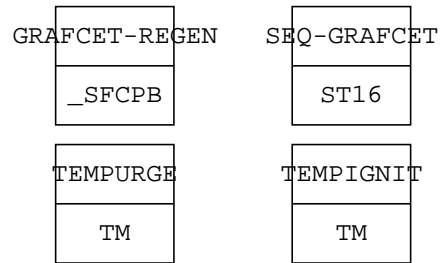 GRAFCET-REGEN SEQ-GRAFCET
_SFCPB ST16
TEMPURGE TEMPIGNIT
TM TM